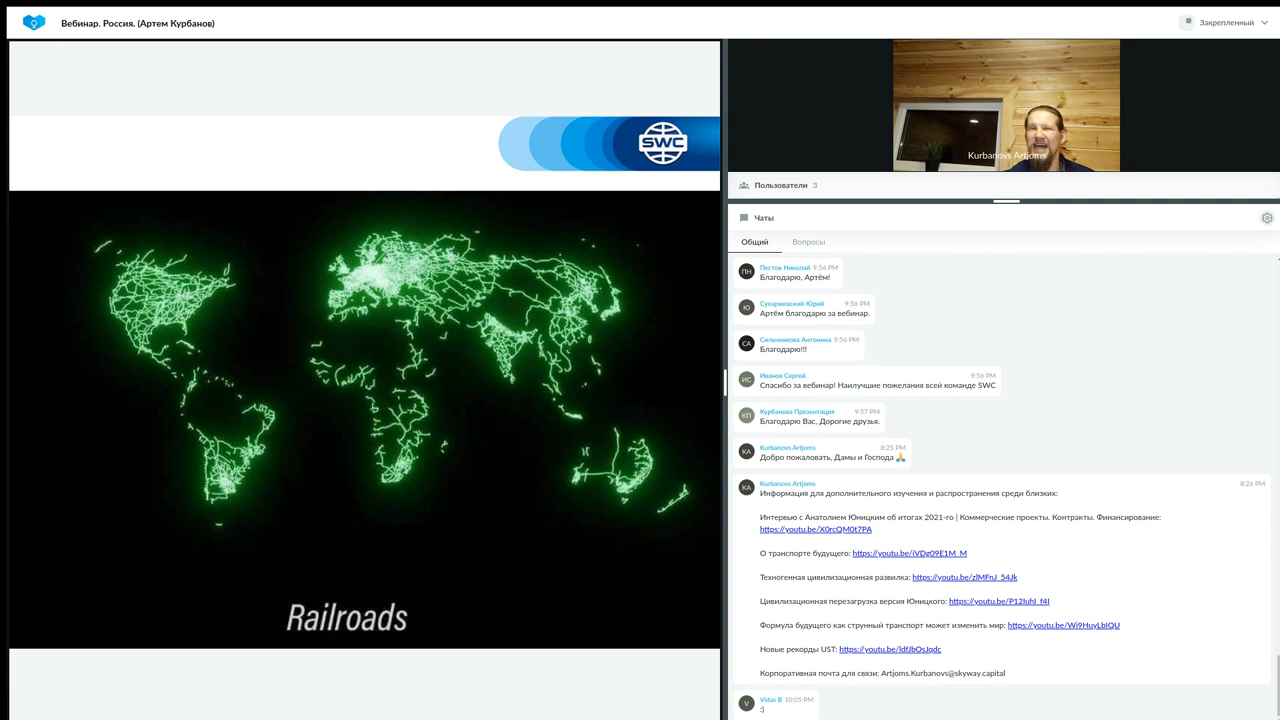 Вебинар. Россия. (Артем Курбанов)
Закрепленный
SWC
Railroads
Kurbanovs Artjoms
Пользователи 3
Чаты
Общий
Вопросы
ПН
Пестов Николай 9:56 PM
Благодарю, Артём!
Ю
Сухаржевский Юрий 9:56 PM
Артём благодарю за вебинар.
СА
Сильченкова Антонина 9:56 PM
Благодарю!!!
ИС
Иванов Сергей 9:56 PM
Спасибо за вебинар! Наилучшие пожелания всей команде SWC
КП
Курбанова Презентация 9:57 PM
Благодарю Вас, Дорогие друзья.
KA
Kurbanovs Artjoms 8:25 PM
Добро пожаловать, Дамы и Господа 🙏
KA
Kurbanovs Artjoms 8:26 PM
Информация для дополнительного изучения и распространения среди близких:
Интервью с Анатолием Юницким об итогах 2021-го | Коммерческие проекты. Контракты. Финансирование:
https://youtu.be/X0rcQM0t7PA
О транспорте будущего: https://youtu.be/iVDg09E1M_M
Техногенная цивилизационная развилка: https://youtu.be/zlMFnJ_54Jk
Цивилизационная перезагрузка версия Юницкого: https://youtu.be/P12IuhI_f4I
Формула будущего как струнный транспорт может изменить мир: https://youtu.be/Wi9HuyLbIQU
Новые рекорды UST: https://youtu.be/ldfJbOsJqdc
Корпоративная почта для связи: Artjoms.Kurbanovs@skyway.capital
V
Vidas B 10:05 PM
:)